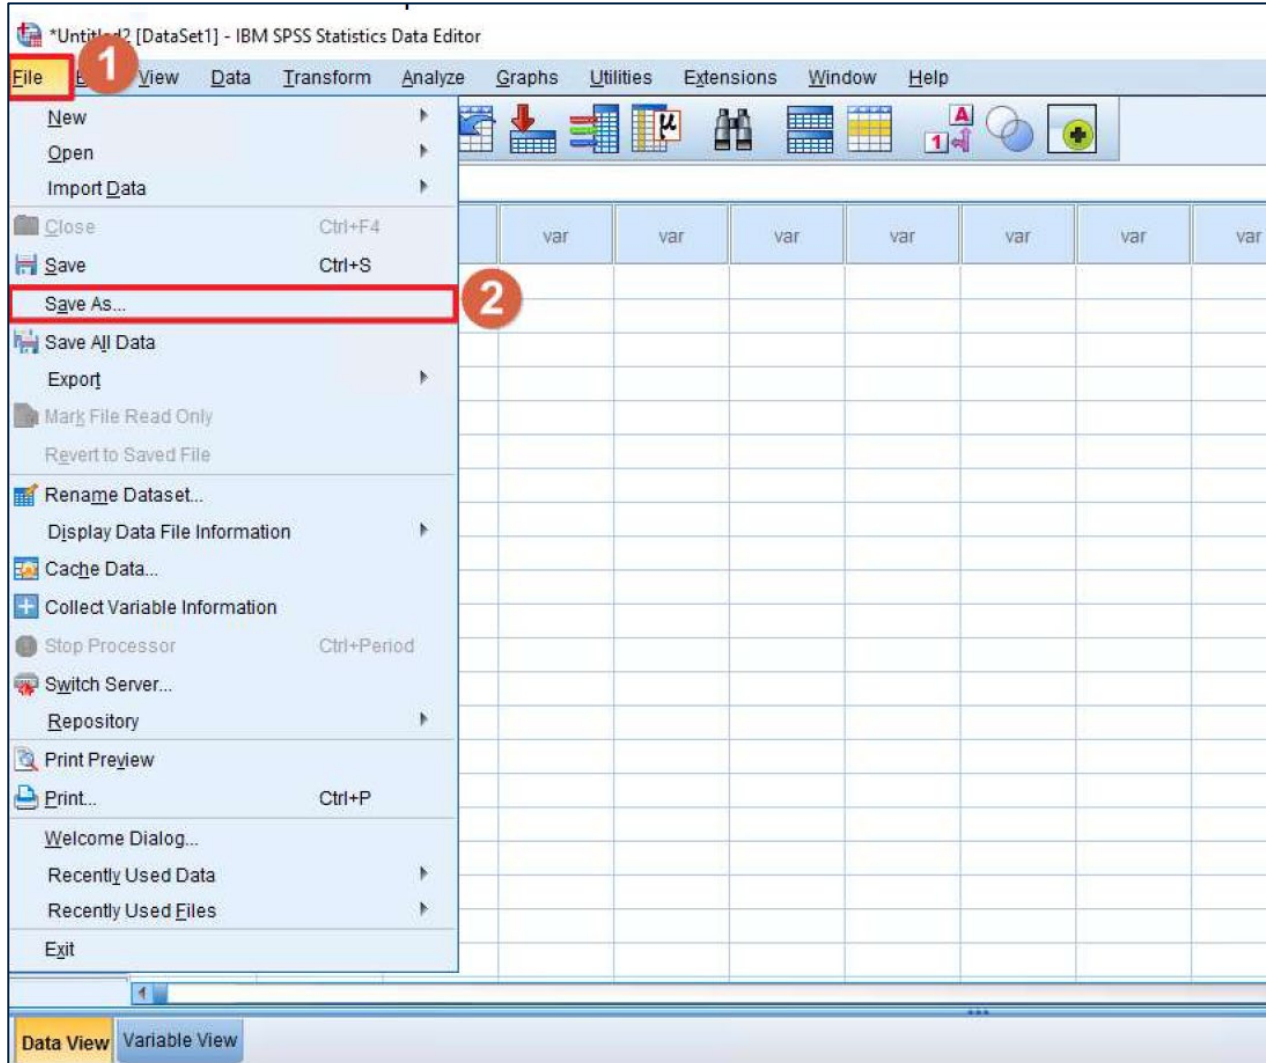 *Untitled2 [DataSet1] - IBM SPSS Statistics Data Editor
1
File View Data Transform Analyze Graphs Utilities Extensions Window Help
New
Open
Import Data
Close Ctrl+F4
Save Ctrl+S
Save As...
2
Save All Data
Export
Mark File Read Only
Revert to Saved File
Rename Dataset...
Display Data File Information
Cache Data...
Collect Variable Information
Stop Processor Ctrl+Period
Switch Server...
Repository
Print Preview
Print... Ctrl+P
Welcome Dialog...
Recently Used Data
Recently Used Files
Exit
μ
A
1
var var var var var var var
Data View Variable View